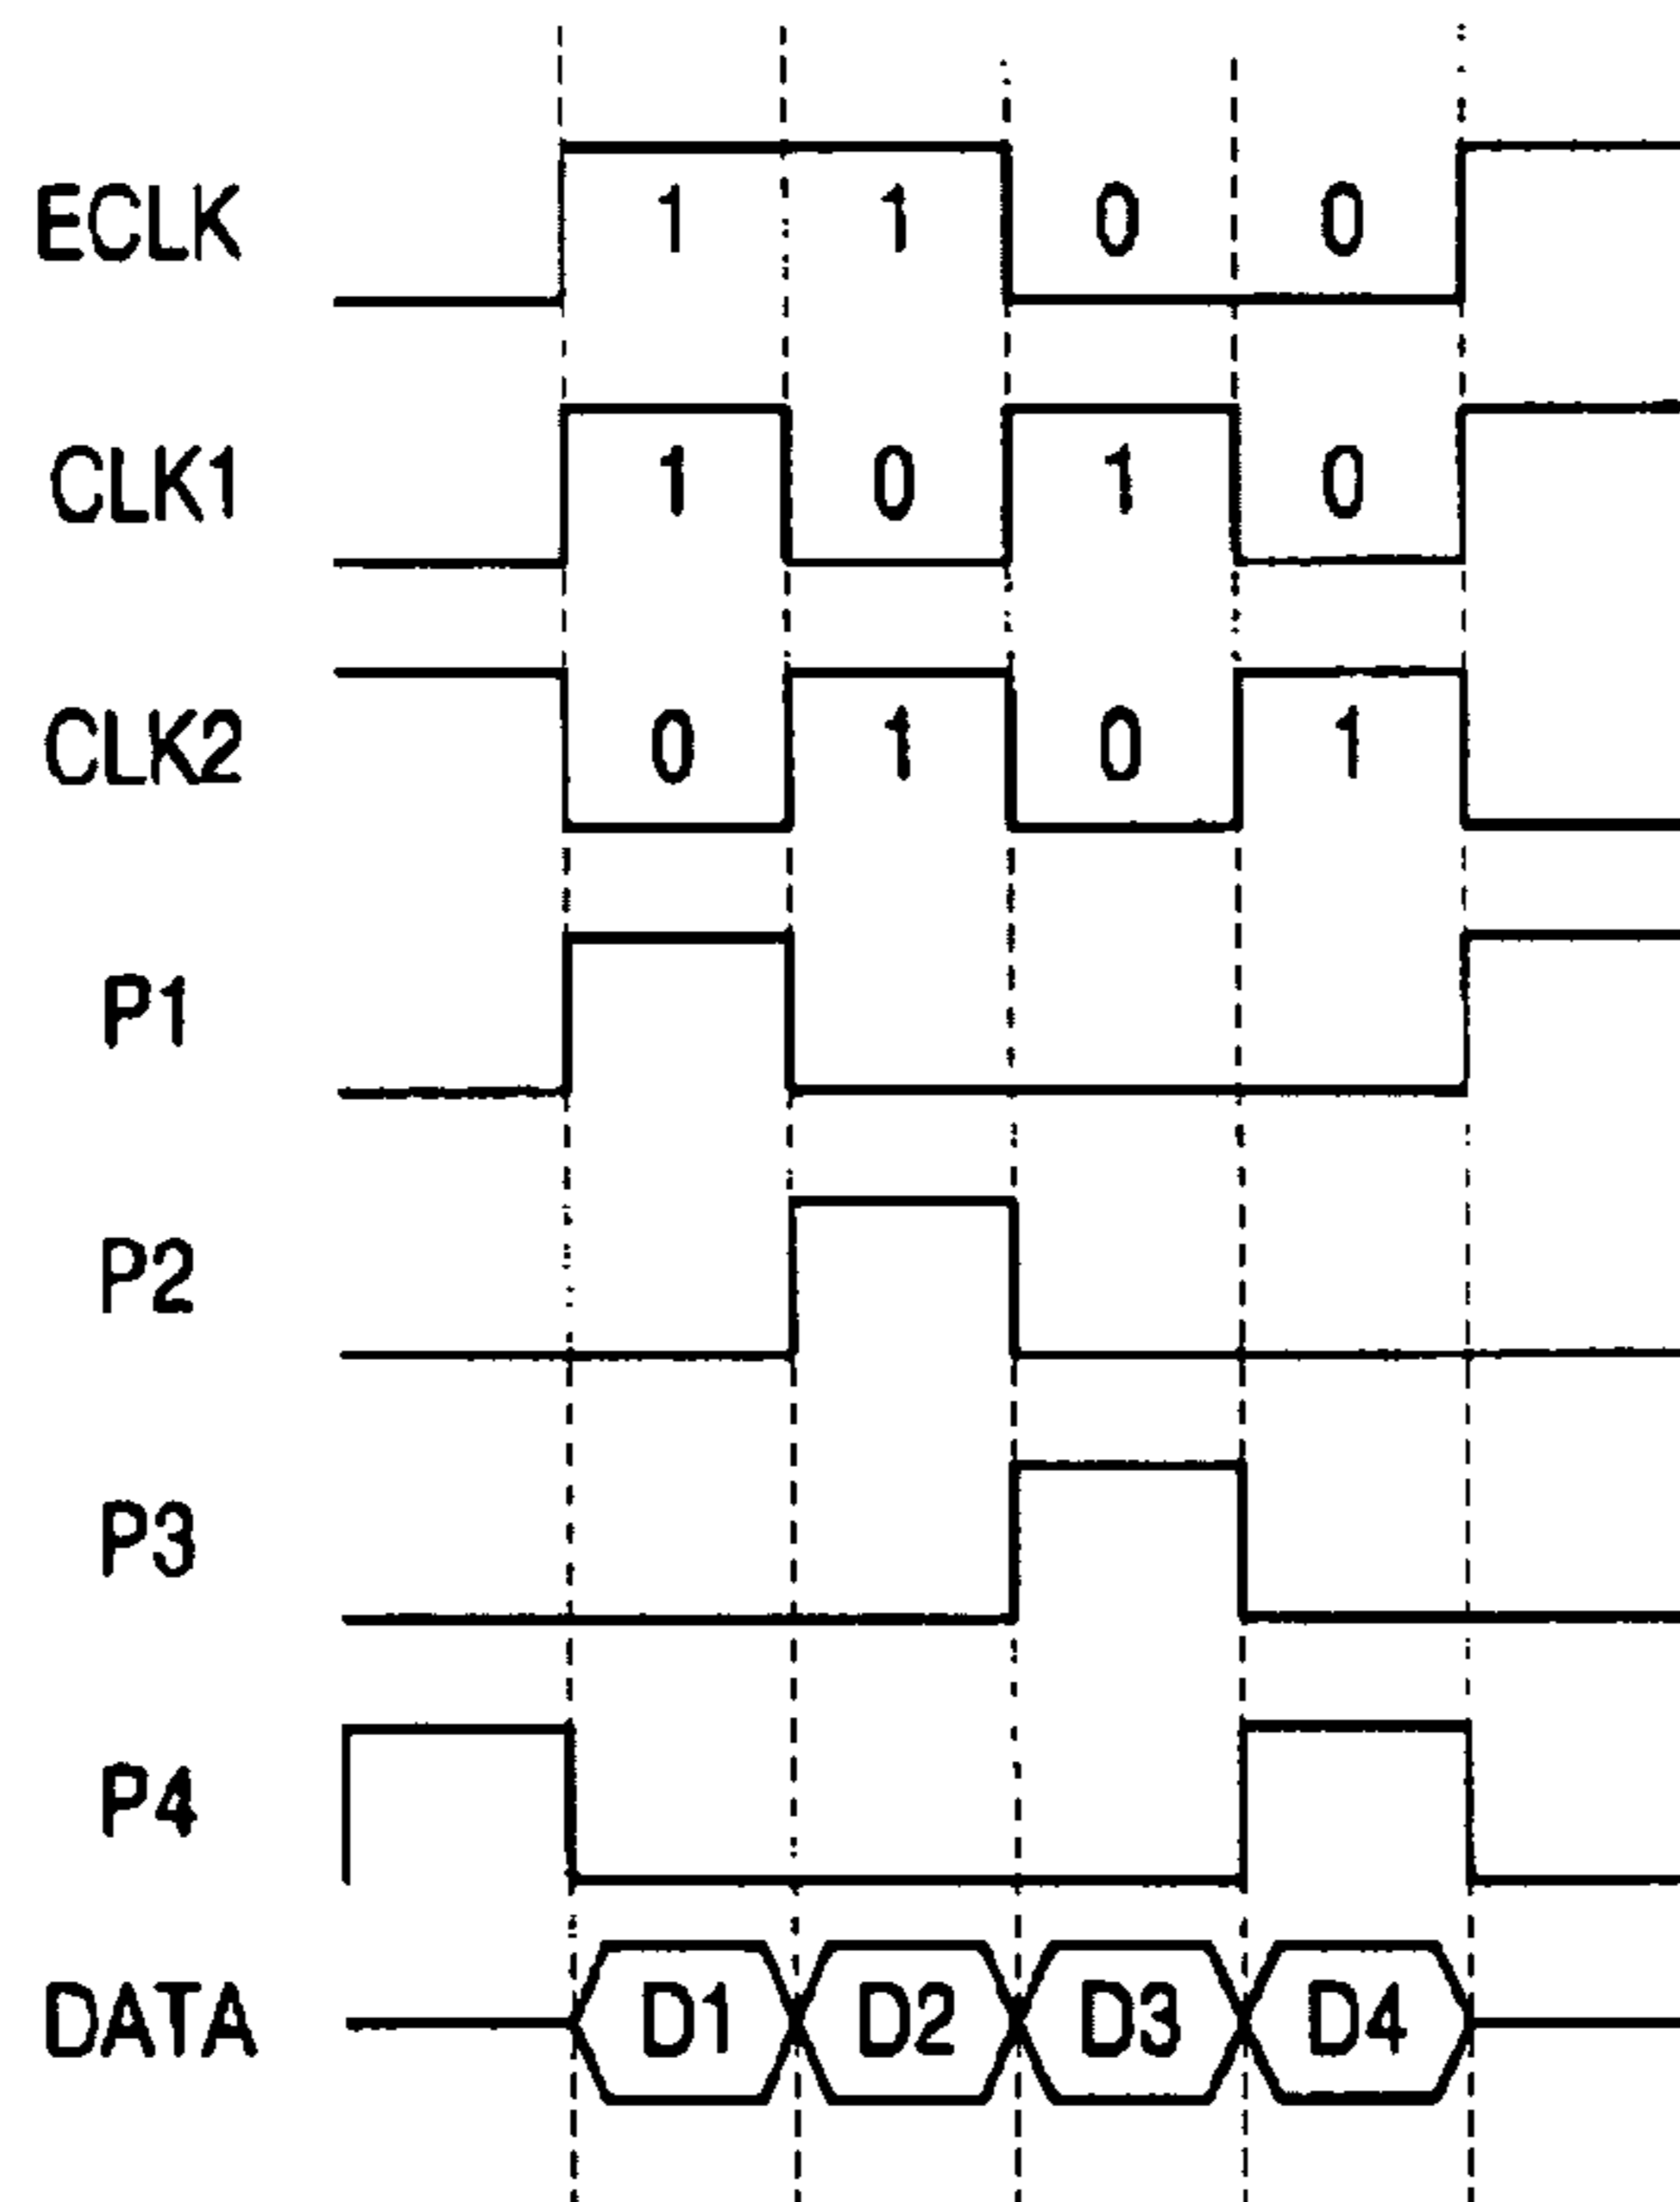 ECLK 1 1 0 0
CLK1 1 0 1 0
CLK2 0 1 0 1
P1
P2
P3
P4
DATA D1 D2 D3 D4